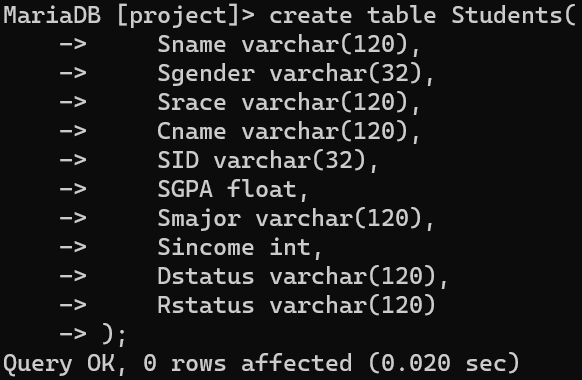 MariaDB [project]> create table Students(
    ->     Sname varchar(120),
    ->     Sgender varchar(32),
    ->     Srace varchar(120),
    ->     Cname varchar(120),
    ->     SID varchar(32),
    ->     SGPA float,
    ->     Smajor varchar(120),
    ->     Sincome int,
    ->     Dstatus varchar(120),
    ->     Rstatus varchar(120)
    -> );
Query OK, 0 rows affected (0.020 sec)